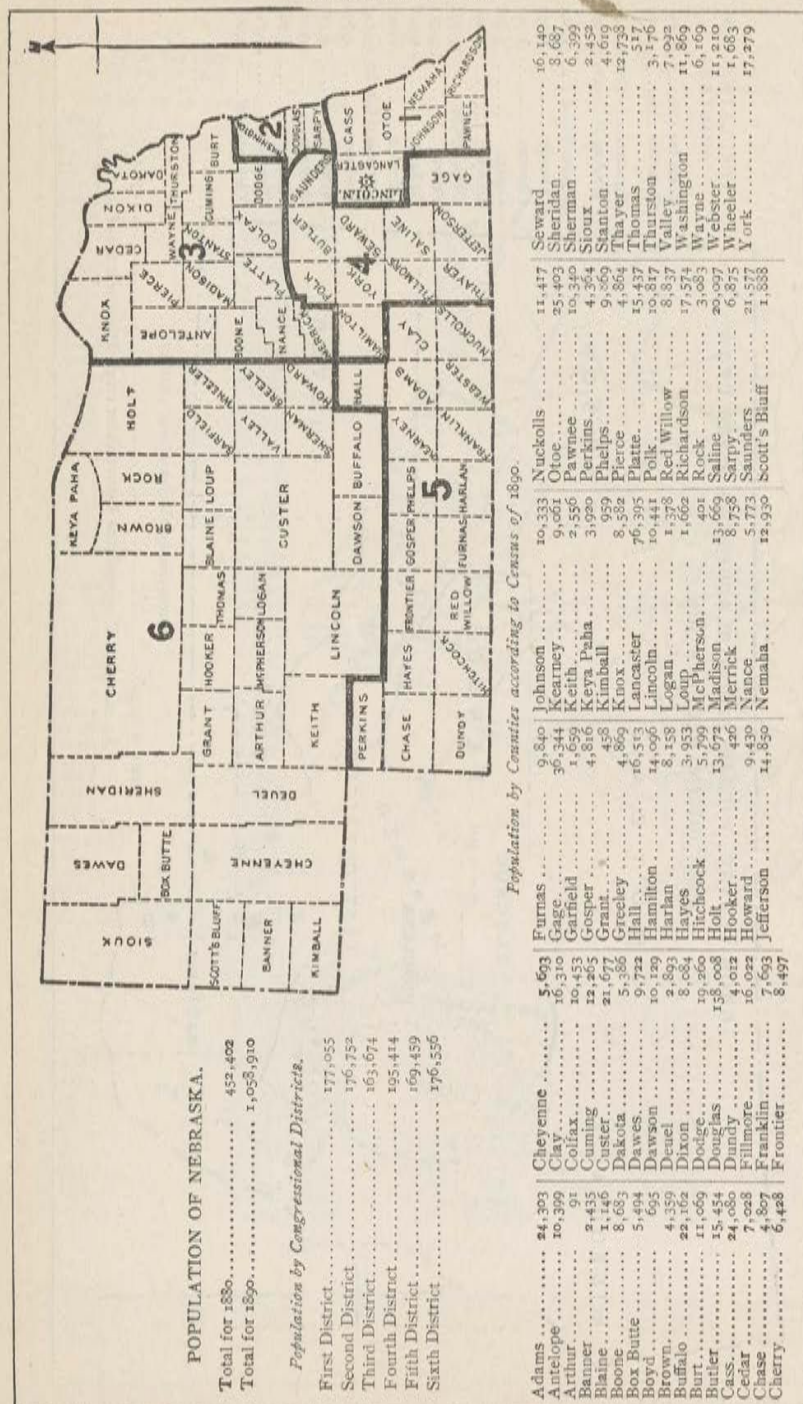 POPULATION OF NEBRASKA.
Total for 1880 452,402
Total for 1890 1,058,910
Population by Congressional Districts.
First District 177,055
Second District 176,752
Third District 163,674
Fourth District 195,414
Fifth District 169,459
Sixth District 176,556
N
SIOUX
DAWES
BOX BUTTE
SHERIDAN
SCOTT'S BLUFF
BANNER
KIMBALL
CHEYENNE
DEUEL
CHERRY
6
KEYA PAHA
BROWN
ROCK
HOLT
GRANT
HOOKER
THOMAS
BLAINE
LOUP
GARFIELD
WHEELER
ARTHUR
McPHERSON
LOGAN
CUSTER
VALLEY
GREELEY
KEITH
LINCOLN
DAWSON
BUFFALO
SHERMAN
HOWARD
HALL
PERKINS
CHASE
HAYES
FRONTIER
GOSPER
PHELPS
KEARNEY
ADAMS
CLAY
DUNDY
HITCHCOCK
RED WILLOW
FURNAS
HARLAN
5
FRANKLIN
WEBSTER
NUCKOLLS
KNOX
CEDAR
DIXON
DAKOTA
ANTELOPE
PIERCE
WAYNE
THURSTON
3
BOONE
MADISON
STANTON
CUMING
BURT
NANCE
PLATTE
COLFAX
DODGE
WASHINGTON
2
MERRICK
DOUGLAS
SARPY
POLK
BUTLER
SAUNDERS
HAMILTON
YORK
SEWARD
4
LANCASTER
LINCOLN
FILLMORE
SALINE
GAGE
THAYER
JEFFERSON
CASS
OTOE
1
JOHNSON
NEMAHA
PAWNEE
RICHARDSON
Population by Counties according to Census of 1890.
Adams 24,303
Antelope 10,399
Arthur 91
Banner 2,435
Blaine 1,146
Boone 8,683
Box Butte 5,494
Boyd 695
Brown 4,359
Buffalo 22,162
Burt 11,069
Butler 15,454
Cass 24,080
Cedar 7,028
Chase 4,807
Cherry 6,428
Cheyenne 5,693
Clay 16,310
Colfax 10,453
Cuming 12,265
Custer 21,677
Dakota 5,386
Dawes 9,722
Dawson 10,129
Deuel 2,893
Dixon 8,084
Dodge 19,260
Douglas 158,008
Dundy 4,012
Fillmore 16,022
Franklin 7,693
Frontier 8,497
Furnas 9,840
Gage 36,344
Garfield 1,659
Gosper 4,816
Grant 458
Greeley 4,869
Hall 16,513
Hamilton 14,096
Harlan 8,158
Hayes 3,953
Hitchcock 5,799
Holt 13,672
Hooker 426
Howard 9,430
Jefferson 14,850
Johnson 10,333
Kearney 9,061
Keith 2,556
Keya Paha 3,920
Kimball 959
Knox 8,582
Lancaster 76,395
Lincoln 10,441
Logan 1,378
Loup 1,662
McPherson 401
Madison 13,669
Merrick 8,758
Nance 5,773
Nemaha 12,930
Nuckolls 11,417
Otoe 25,403
Pawnee 10,340
Perkins 4,364
Phelps 9,869
Pierce 4,864
Platte 15,437
Polk 10,817
Red Willow 8,837
Richardson 17,574
Rock 3,083
Saline 20,097
Sarpy 6,875
Saunders 21,577
Scott's Bluff 1,888
Seward 16,140
Sheridan 8,687
Sherman 6,399
Sioux 2,452
Stanton 4,619
Thayer 12,738
Thomas 517
Thurston 3,176
Valley 7,092
Washington 11,869
Wayne 6,169
Webster 11,210
Wheeler 1,683
York 17,279